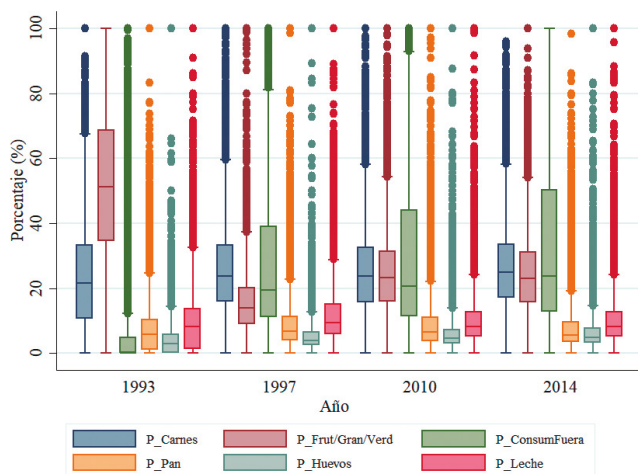 Porcentaje (%)
100
80
60
40
20
0
1993 1997 2010 2014
Año
P_Carnes P_Frut/Gran/Verd P_ConsumFuera
P_Pan P_Huevos P_Leche